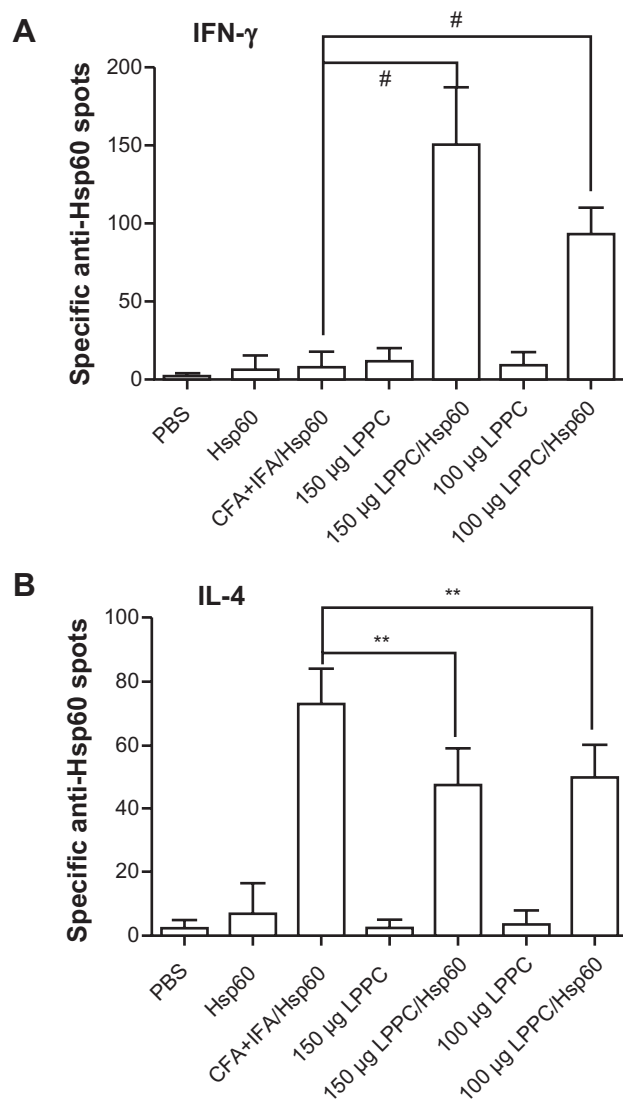 A
IFN-γ
#
#
Specific anti-Hsp60 spots
200
150
100
50
0
PBS
Hsp60
CFA+IFA/Hsp60
150 µg LPPC
150 µg LPPC/Hsp60
100 µg LPPC
100 µg LPPC/Hsp60
B
IL-4
**
**
Specific anti-Hsp60 spots
100
80
60
40
20
0
PBS
Hsp60
CFA+IFA/Hsp60
150 µg LPPC
150 µg LPPC/Hsp60
100 µg LPPC
100 µg LPPC/Hsp60